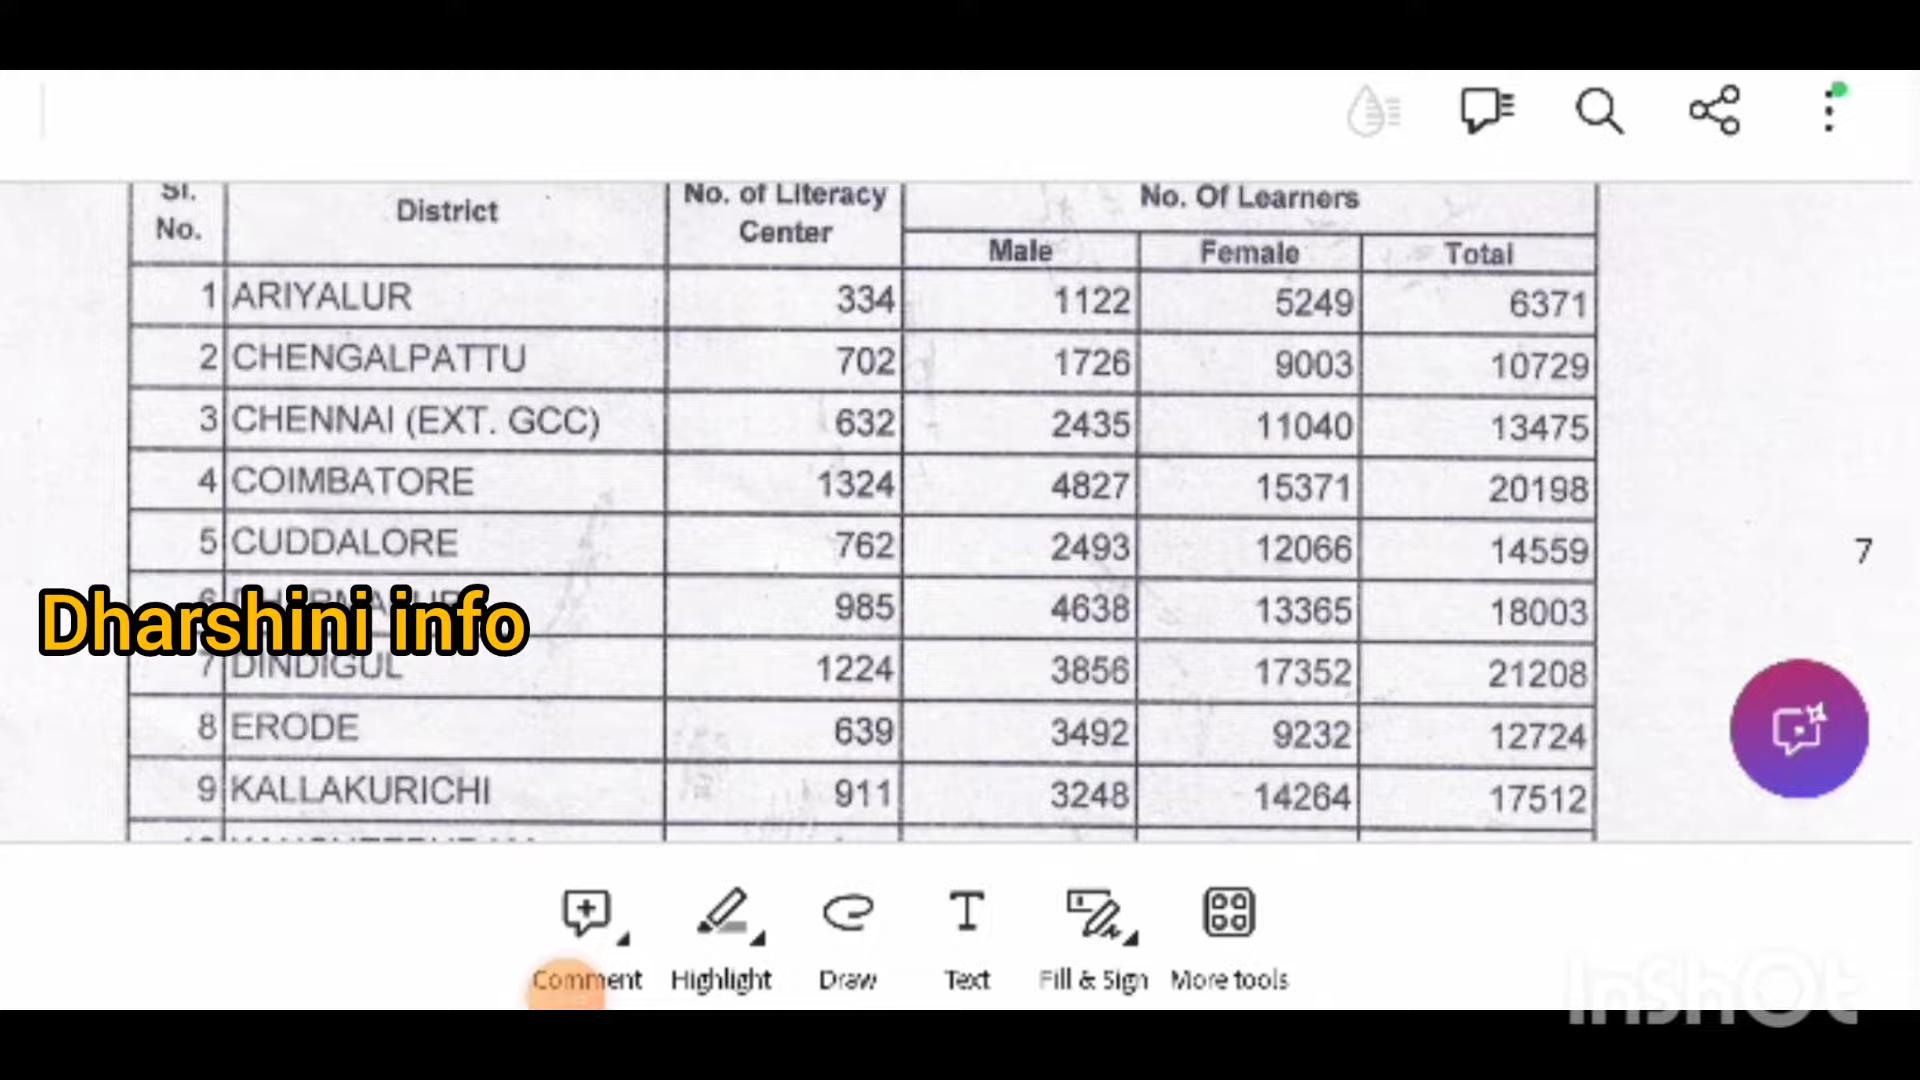 Sl. No. District No. of Literacy Center No. Of Learners
Male Female Total
1 ARIYALUR 334 1122 5249 6371
2 CHENGALPATTU 702 1726 9003 10729
3 CHENNAI (EXT. GCC) 632 2435 11040 13475
4 COIMBATORE 1324 4827 15371 20198
5 CUDDALORE 762 2493 12066 14559
7
6 985 4638 13365 18003
Dharshini info
7 DINDIGUL 1224 3856 17352 21208
8 ERODE 639 3492 9232 12724
9 KALLAKURICHI 911 3248 14264 17512
Comment Highlight Draw Text Fill & Sign More tools
InShOt